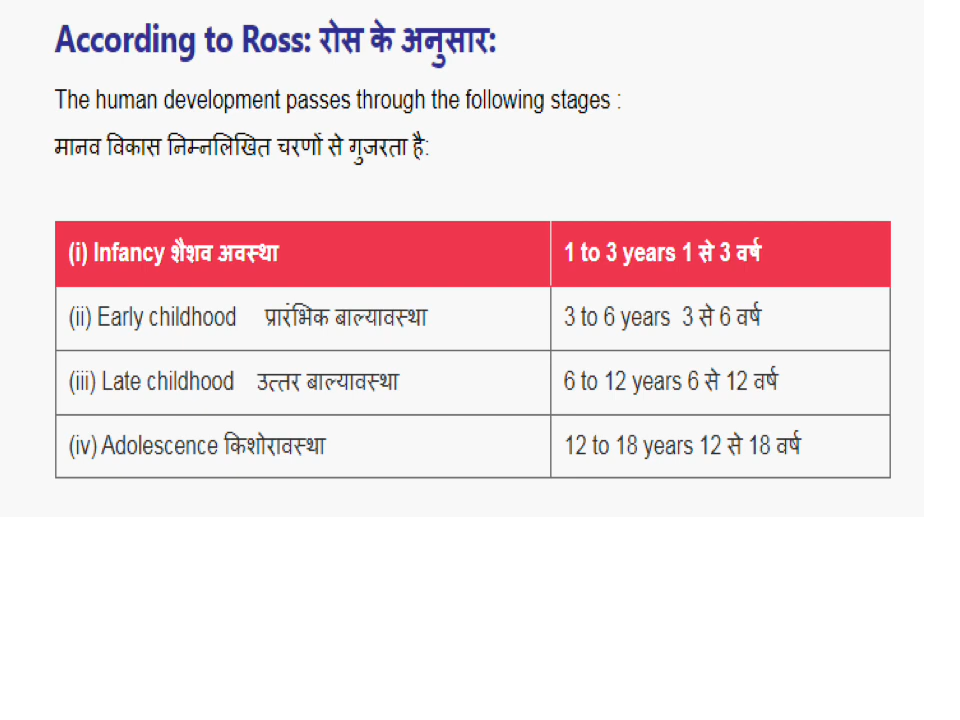 According to Ross: रोस के अनुसार:
The human development passes through the following stages :
मानव विकास निम्नलिखित चरणों से गुजरता है:
(i) Infancy शैशव अवस्था 1 to 3 years 1 से 3 वर्ष
(ii) Early childhood प्रारंभिक बाल्यावस्था 3 to 6 years 3 से 6 वर्ष
(iii) Late childhood उत्तर बाल्यावस्था 6 to 12 years 6 से 12 वर्ष
(iv) Adolescence किशोरावस्था 12 to 18 years 12 से 18 वर्ष